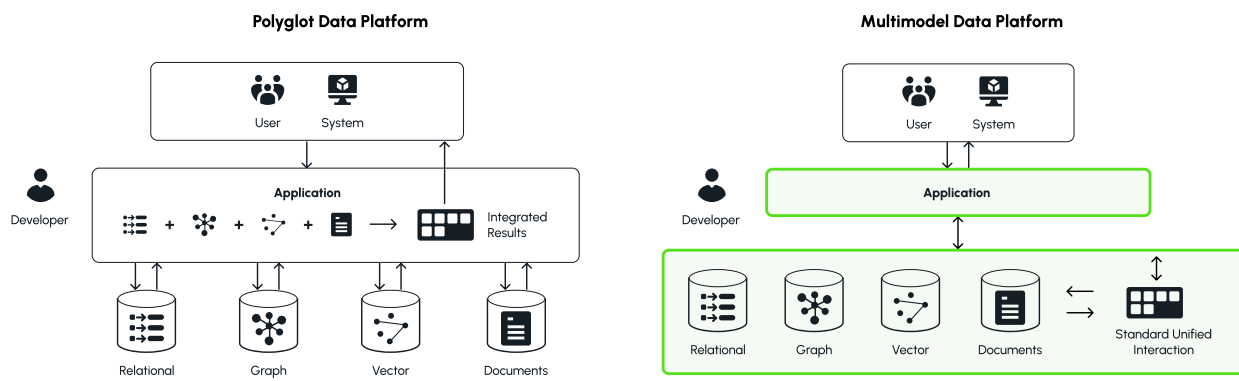 Polyglot Data Platform
User
System
Developer
Application
+
+
+
Integrated
Results
Relational
Graph
Vector
Documents
Multimodel Data Platform
User
System
Developer
Application
Relational
Graph
Vector
Documents
Standard Unified
Interaction